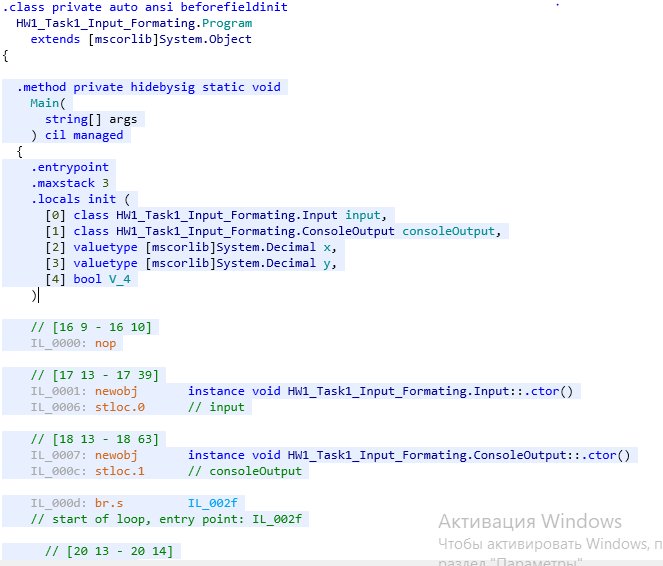 .class private auto ansi beforefieldinit
  HW1_Task1_Input_Formating.Program
    extends [mscorlib]System.Object
{
  .method private hidebysig static void
    Main(
      string[] args
    ) cil managed
  {
    .entrypoint
    .maxstack 3
    .locals init (
      [0] class HW1_Task1_Input_Formating.Input input,
      [1] class HW1_Task1_Input_Formating.ConsoleOutput consoleOutput,
      [2] valuetype [mscorlib]System.Decimal x,
      [3] valuetype [mscorlib]System.Decimal y,
      [4] bool V_4
    )
    // [16 9 - 16 10]
    IL_0000: nop
    // [17 13 - 17 39]
    IL_0001: newobj       instance void HW1_Task1_Input_Formating.Input::.ctor()
    IL_0006: stloc.0      // input
    // [18 13 - 18 63]
    IL_0007: newobj       instance void HW1_Task1_Input_Formating.ConsoleOutput::.ctor()
    IL_000c: stloc.1      // consoleOutput
    IL_000d: br.s         IL_002f
    // start of loop, entry point: IL_002f
      // [20 13 - 20 14]
Активация Windows
Чтобы активировать Windows, п
раздел "Параметры"